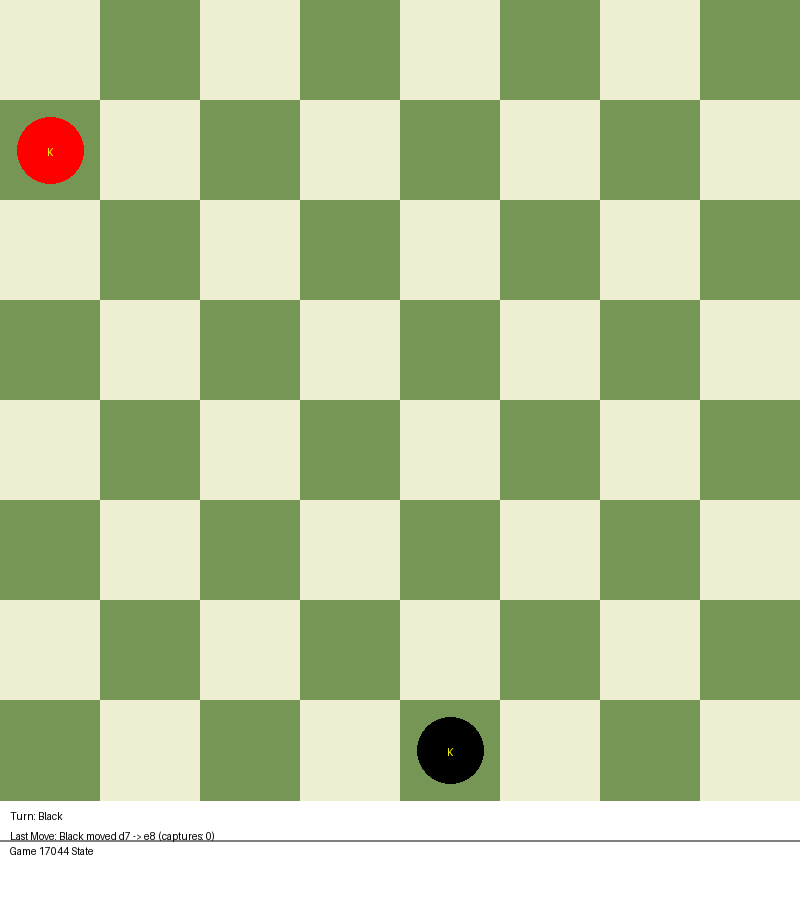 K
K
Turn: Black
Last Move: Black moved d7 -> e8 (captures: 0)
Game 17044 State